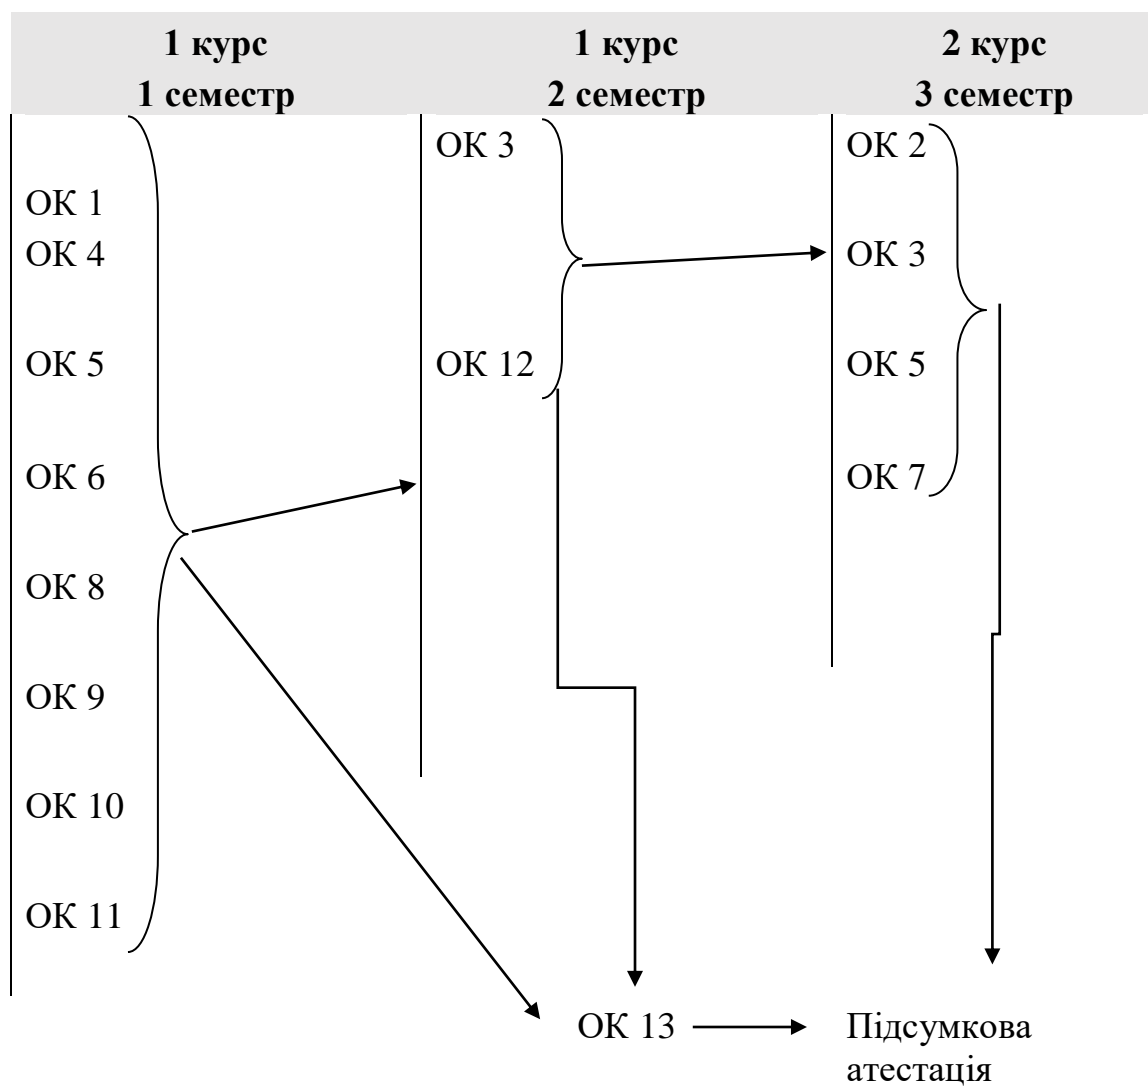 1 курс
1 семестр
1 курс
2 семестр
2 курс
3 семестр
ОК 1
ОК 4
ОК 5
ОК 6
ОК 8
ОК 9
ОК 10
ОК 11
ОК 3
ОК 12
ОК 2
ОК 3
ОК 5
ОК 7
ОК 13
Підсумкова
атестація